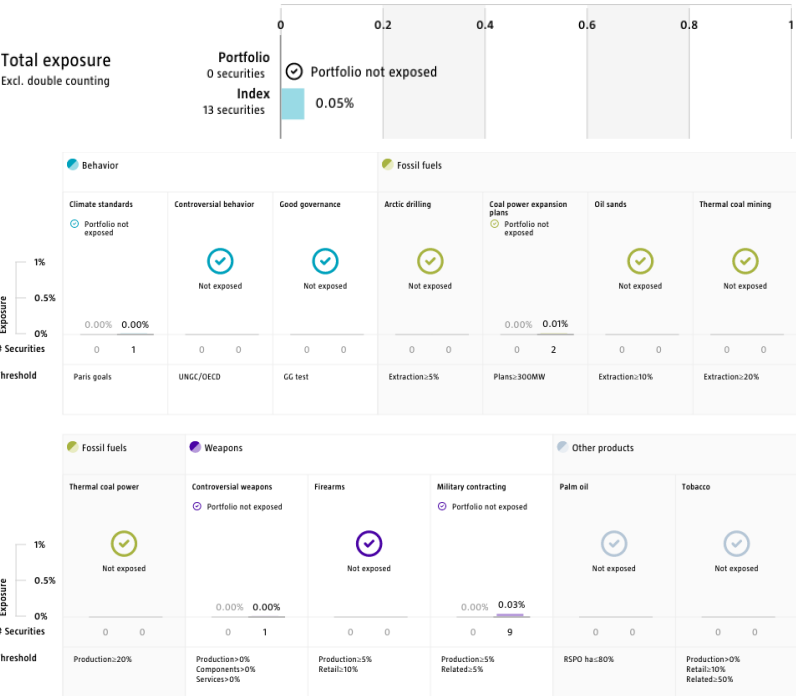 0 0.2 0.4 0.6 0.8 1
Total exposure
Excl. double counting
Portfolio
0 securities
Portfolio not exposed
Index
13 securities
0.05%
Behavior
Fossil fuels
Climate standards
Controversial behavior
Good governance
Arctic drilling
Coal power expansion
plans
Oil sands
Thermal coal mining
Portfolio not
exposed
Portfolio not
exposed
Not exposed
Not exposed
Not exposed
Not exposed
Not exposed
Exposure
1%
0.5%
0%
0.00% 0.00%
0.00% 0.01%
# Securities
0 1 0 0 0 0 0 0 0 2 0 0 0 0
hreshold
Paris goals
UNGC/OECD
GG test
Extraction≥5%
Plans≥300MW
Extraction≥10%
Extraction≥20%
Fossil fuels
Weapons
Other products
Thermal coal power
Controversial weapons
Firearms
Military contracting
Palm oil
Tobacco
Portfolio not exposed
Portfolio not exposed
Not exposed
Not exposed
Not exposed
Not exposed
Exposure
1%
0.5%
0%
0.00% 0.00%
0.00% 0.03%
# Securities
0 0 0 1 0 0 0 9 0 0 0 0
hreshold
Production≥20%
Production>0%
Components>0%
Services>0%
Production≥5%
Retail≥10%
Production≥5%
Related≥5%
RSPO ha≤80%
Production>0%
Retail≥10%
Related≥50%